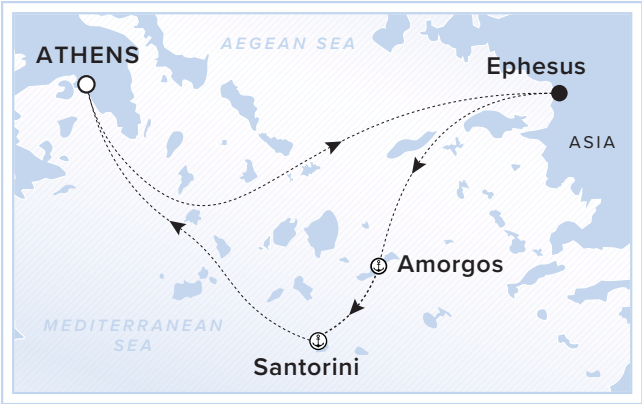 AEGEAN SEA
ATHENS
Ephesus
ASIA
Amorgos
MEDITERRANEAN
SEA
Santorini